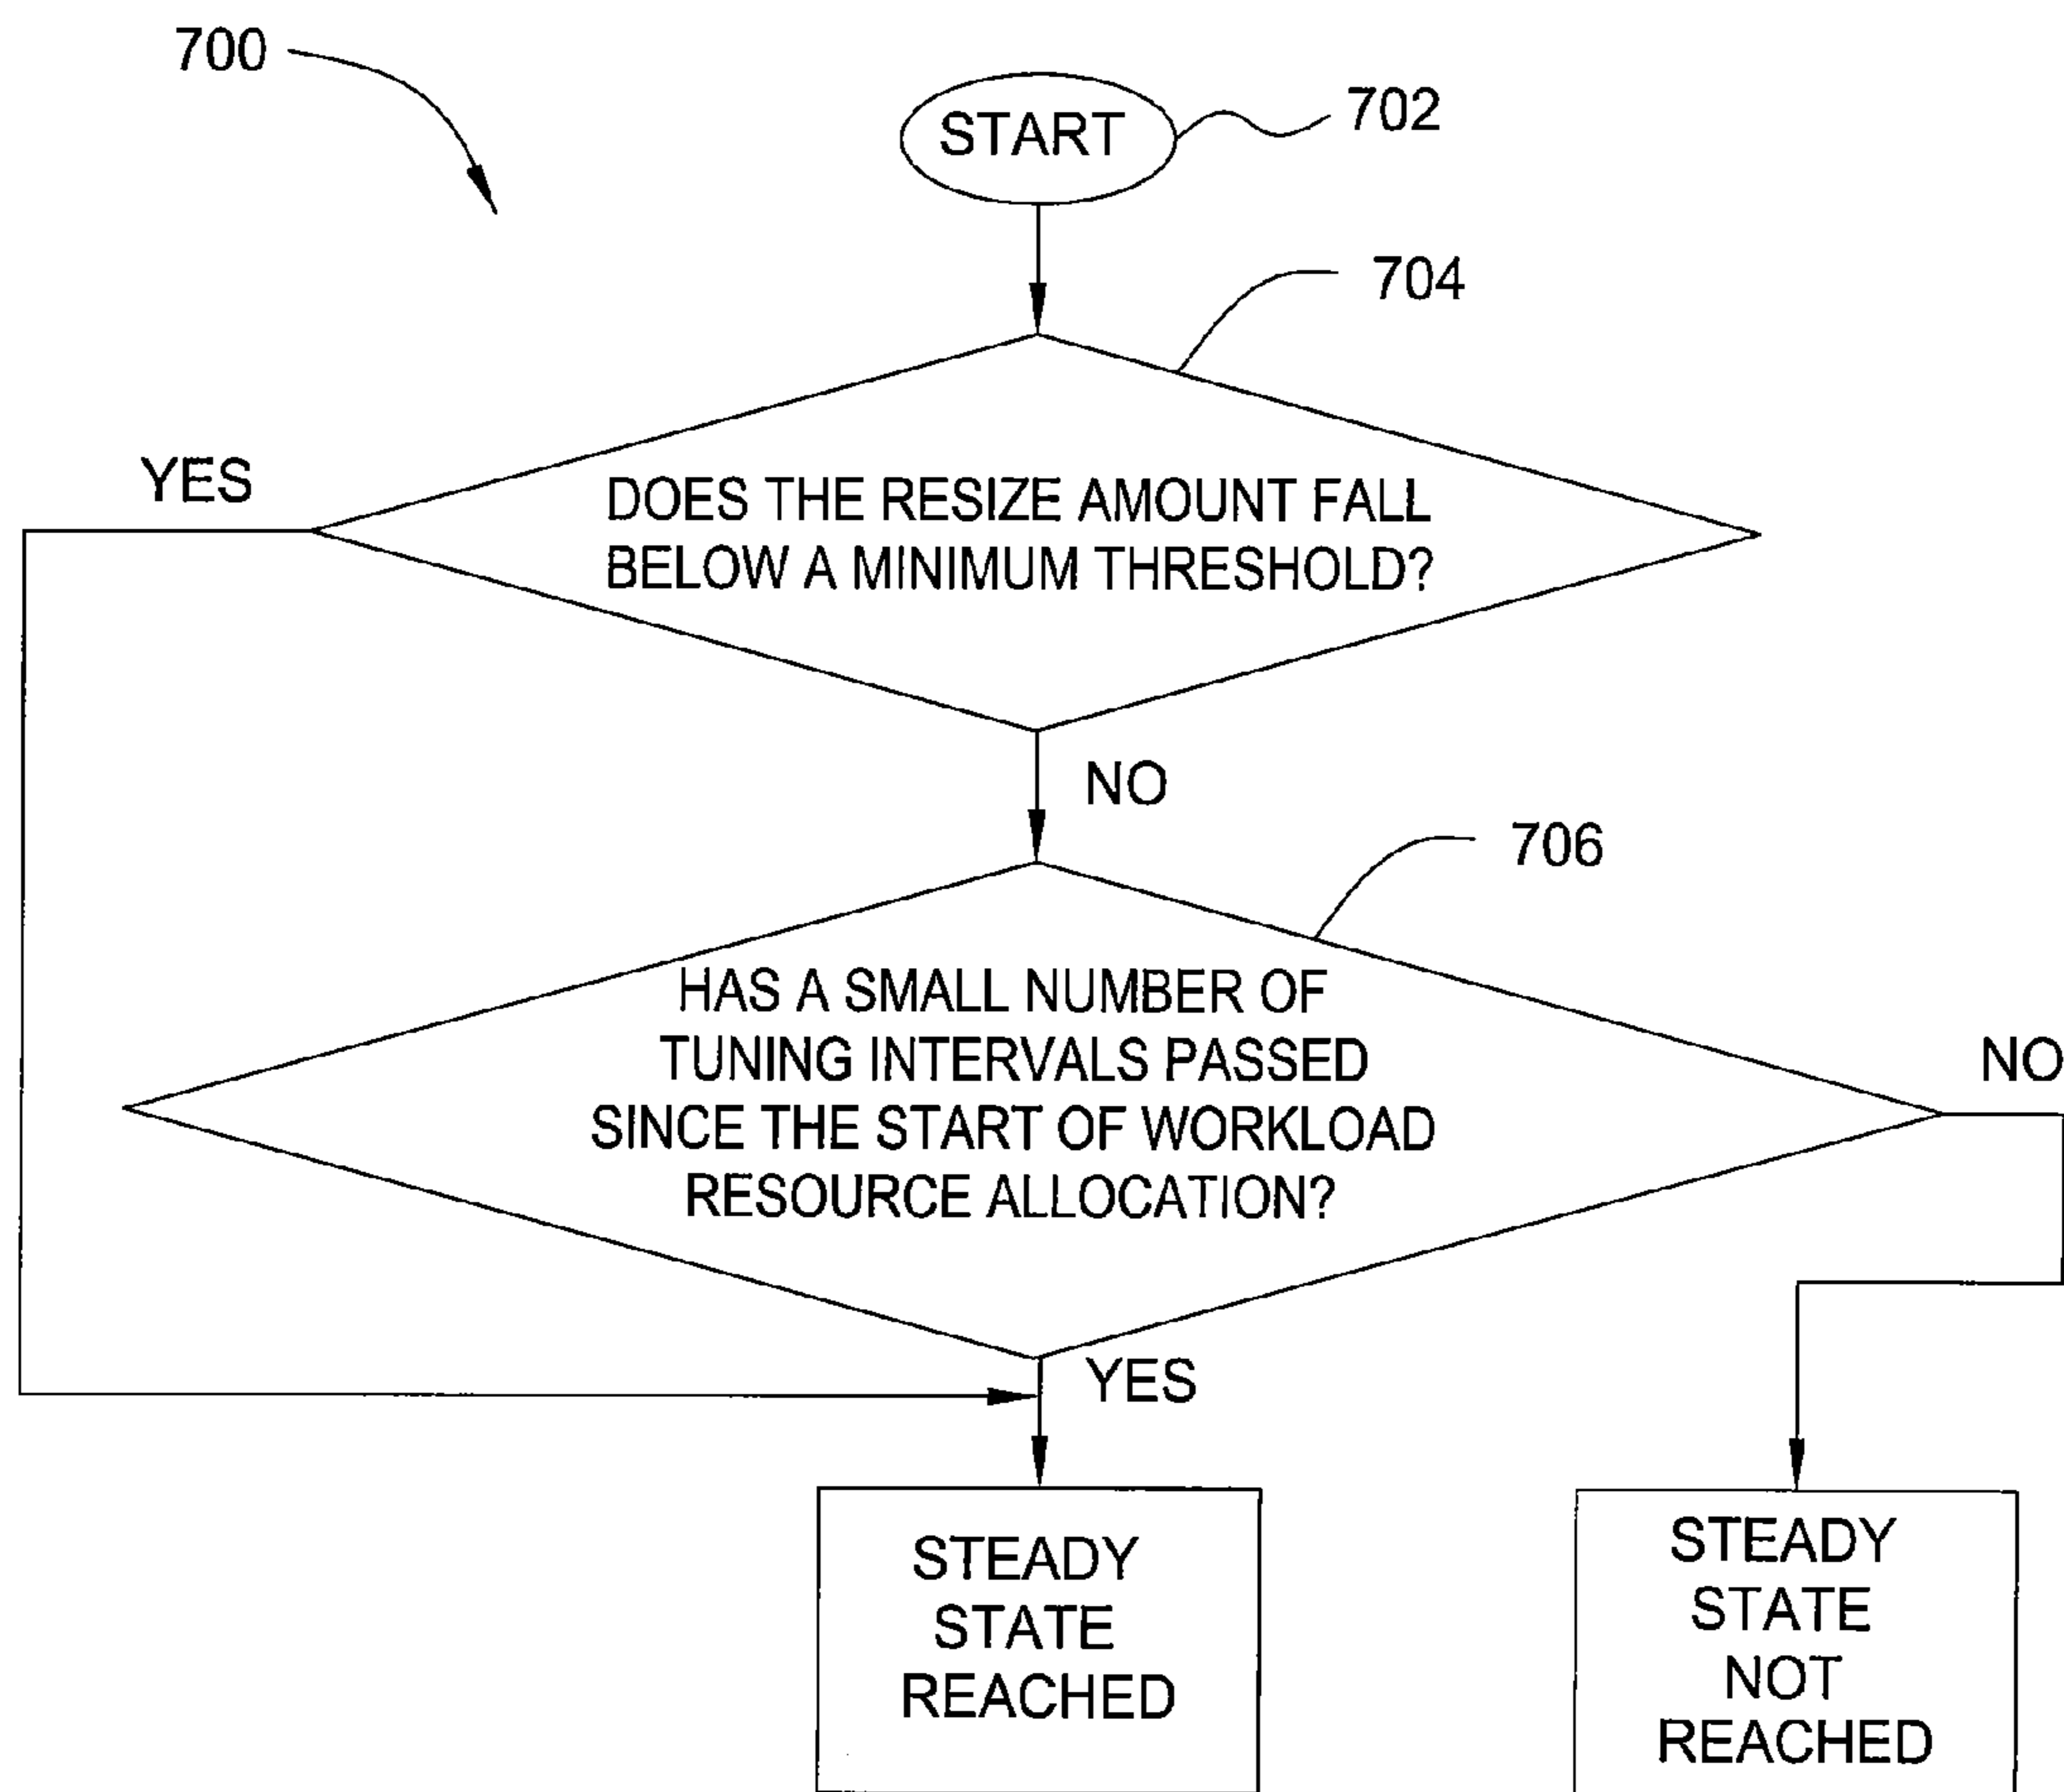 700
START
702
704
YES
DOES THE RESIZE AMOUNT FALL
BELOW A MINIMUM THRESHOLD?
NO
706
HAS A SMALL NUMBER OF
TUNING INTERVALS PASSED
SINCE THE START OF WORKLOAD
RESOURCE ALLOCATION?
NO
YES
STEADY
STATE
REACHED
STEADY
STATE
NOT
REACHED